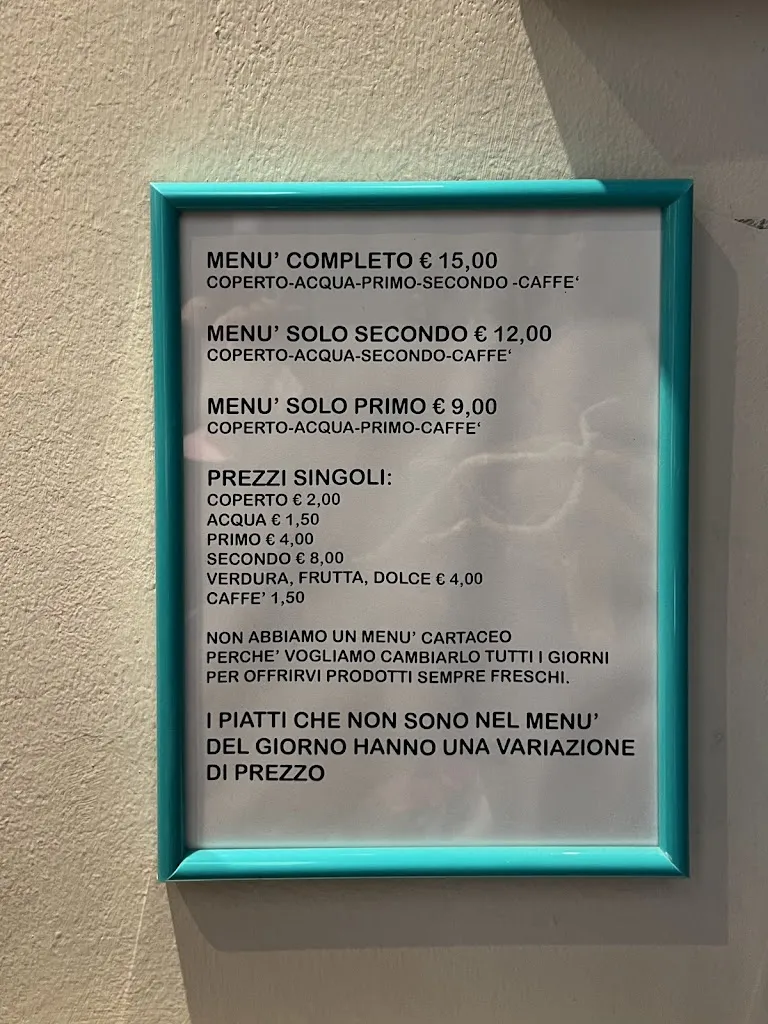 MENU' COMPLETO € 15,00
COPERTO-ACQUA-PRIMO-SECONDO -CAFFE‘
MENU' SOLO SECONDO € 12,00
COPERTO-ACQUA-SECONDO-CAFFE‘
MENU' SOLO PRIMO € 9,00
COPERTO-ACQUA-PRIMO-CAFFE‘
PREZZI SINGOLI:
COPERTO € 2,00
ACQUA € 1,50
PRIMO € 4,00
SECONDO € 8,00
VERDURA, FRUTTA, DOLCE € 4,00
CAFFE' 1,50
NON ABBIAMO UN MENU' CARTACEO
PERCHE' VOGLIAMO CAMBIARLO TUTTI I GIORNI
PER OFFRIRVI PRODOTTI SEMPRE FRESCHI.
I PIATTI CHE NON SONO NEL MENU'
DEL GIORNO HANNO UNA VARIAZIONE
DI PREZZO